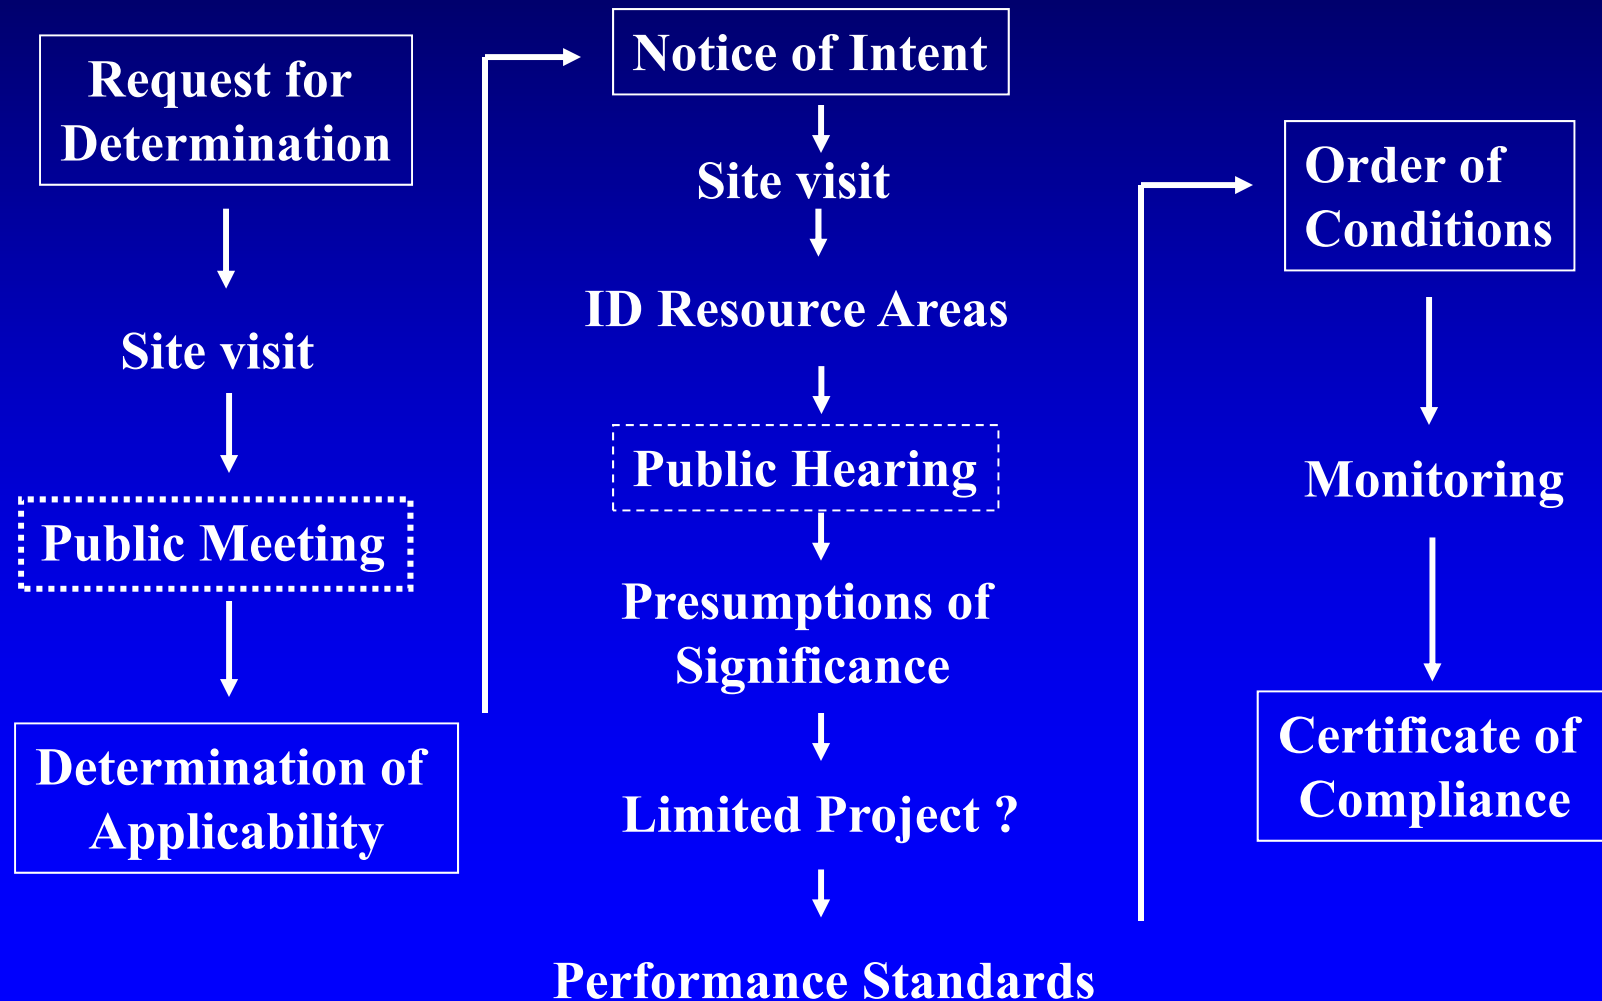 Request for
Determination
Site visit
Public Meeting
Determination of
Applicability
Notice of Intent
Site visit
ID Resource Areas
Public Hearing
Presumptions of
Significance
Limited Project ?
Performance Standards
Order of
Conditions
Monitoring
Certificate of
Compliance